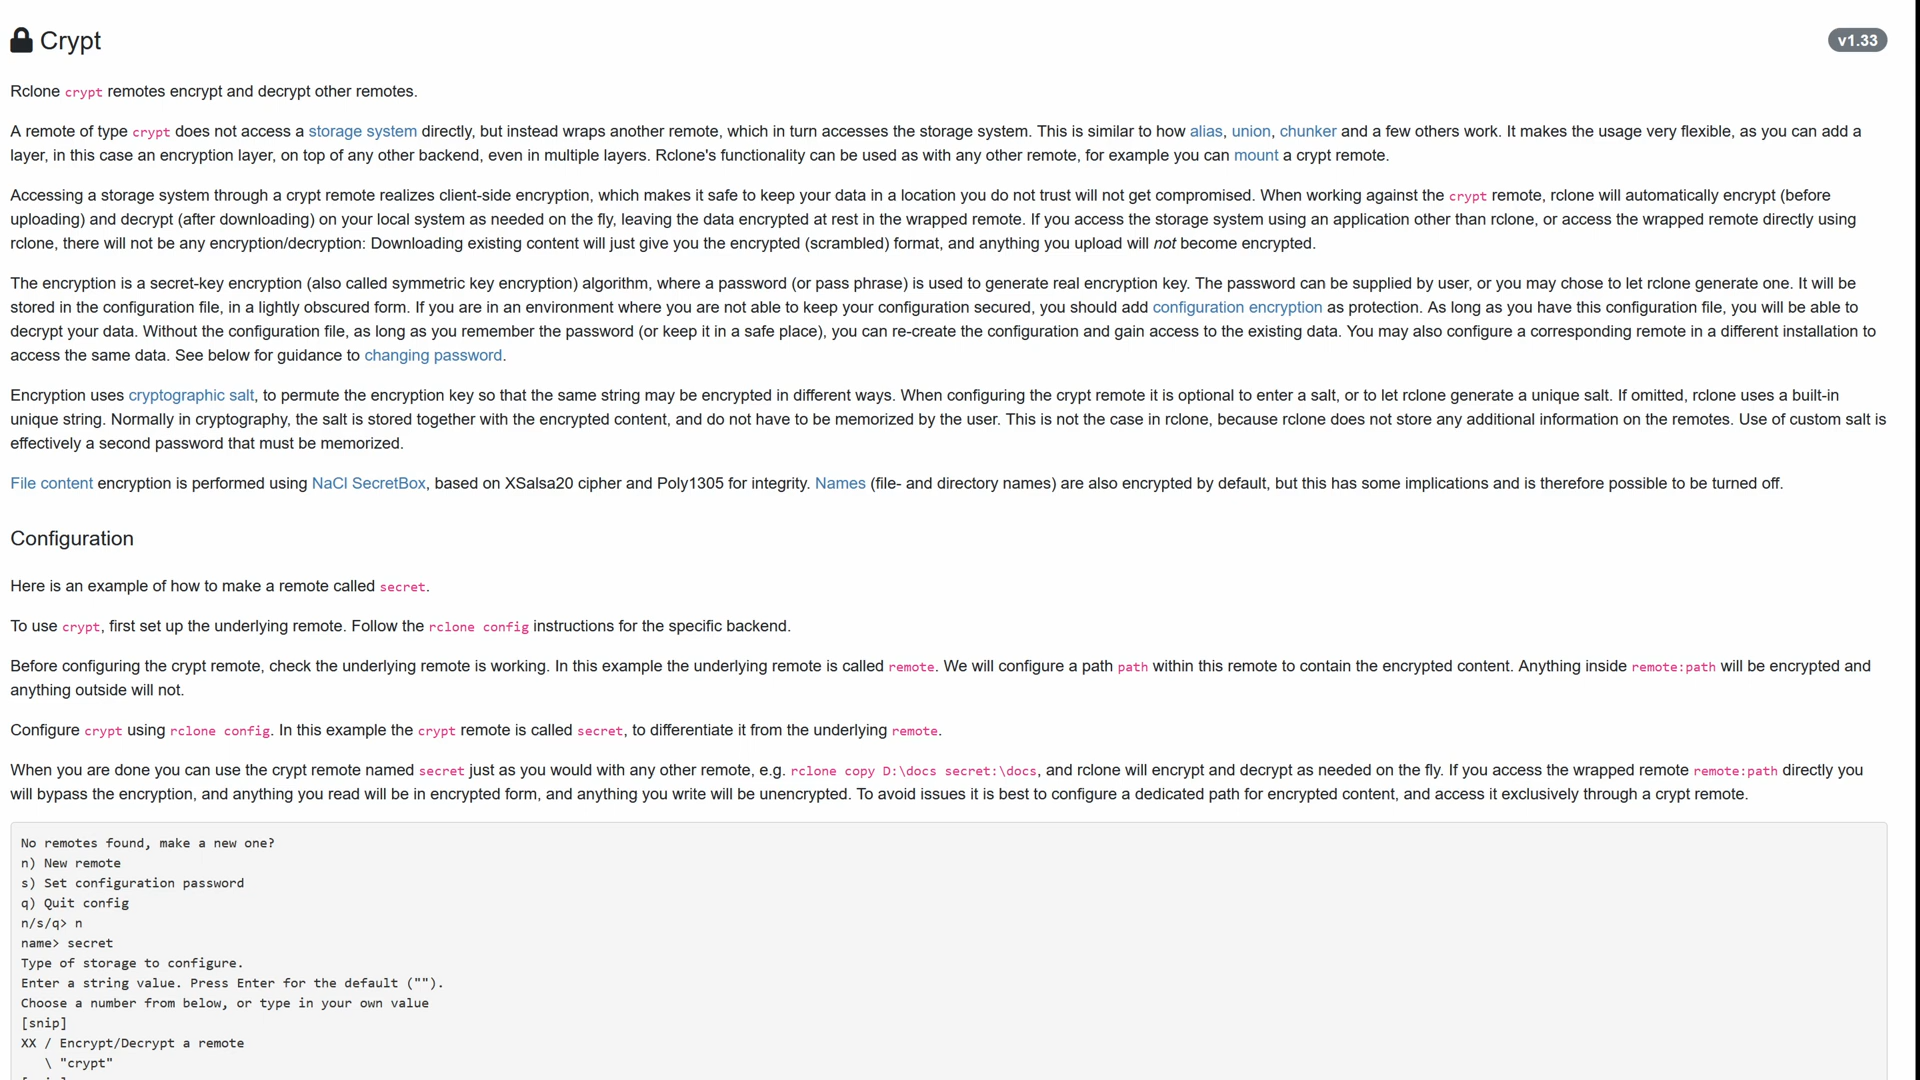 Crypt
v1.33
Rclone crypt remotes encrypt and decrypt other remotes.
A remote of type crypt does not access a storage system directly, but instead wraps another remote, which in turn accesses the storage system. This is similar to how alias, union, chunker and a few others work. It makes the usage very flexible, as you can add a
layer, in this case an encryption layer, on top of any other backend, even in multiple layers. Rclone's functionality can be used as with any other remote, for example you can mount a crypt remote.
Accessing a storage system through a crypt remote realizes client-side encryption, which makes it safe to keep your data in a location you do not trust will not get compromised. When working against the crypt remote, rclone will automatically encrypt (before
uploading) and decrypt (after downloading) on your local system as needed on the fly, leaving the data encrypted at rest in the wrapped remote. If you access the storage system using an application other than rclone, or access the wrapped remote directly using
rclone, there will not be any encryption/decryption: Downloading existing content will just give you the encrypted (scrambled) format, and anything you upload will not become encrypted.
The encryption is a secret-key encryption (also called symmetric key encryption) algorithm, where a password (or pass phrase) is used to generate real encryption key. The password can be supplied by user, or you may chose to let rclone generate one. It will be
stored in the configuration file, in a lightly obscured form. If you are in an environment where you are not able to keep your configuration secured, you should add configuration encryption as protection. As long as you have this configuration file, you will be able to
decrypt your data. Without the configuration file, as long as you remember the password (or keep it in a safe place), you can re-create the configuration and gain access to the existing data. You may also configure a corresponding remote in a different installation to
access the same data. See below for guidance to changing password.
Encryption uses cryptographic salt, to permute the encryption key so that the same string may be encrypted in different ways. When configuring the crypt remote it is optional to enter a salt, or to let rclone generate a unique salt. If omitted, rclone uses a built-in
unique string. Normally in cryptography, the salt is stored together with the encrypted content, and do not have to be memorized by the user. This is not the case in rclone, because rclone does not store any additional information on the remotes. Use of custom salt is
effectively a second password that must be memorized.
File content encryption is performed using NaCl SecretBox, based on XSalsa20 cipher and Poly1305 for integrity. Names (file- and directory names) are also encrypted by default, but this has some implications and is therefore possible to be turned off.
Configuration
Here is an example of how to make a remote called secret.
To use crypt, first set up the underlying remote. Follow the rclone config instructions for the specific backend.
Before configuring the crypt remote, check the underlying remote is working. In this example the underlying remote is called remote. We will configure a path path within this remote to contain the encrypted content. Anything inside remote:path will be encrypted and
anything outside will not.
Configure crypt using rclone config. In this example the crypt remote is called secret, to differentiate it from the underlying remote.
When you are done you can use the crypt remote named secret just as you would with any other remote, e.g. rclone copy D:\docs secret:\docs, and rclone will encrypt and decrypt as needed on the fly. If you access the wrapped remote remote:path directly you
will bypass the encryption, and anything you read will be in encrypted form, and anything you write will be unencrypted. To avoid issues it is best to configure a dedicated path for encrypted content, and access it exclusively through a crypt remote.
No remotes found, make a new one?
n) New remote
s) Set configuration password
q) Quit config
n/s/q> n
name> secret
Type of storage to configure.
Enter a string value. Press Enter for the default ("").
Choose a number from below, or type in your own value
[snip]
XX / Encrypt/Decrypt a remote
\ "crypt"